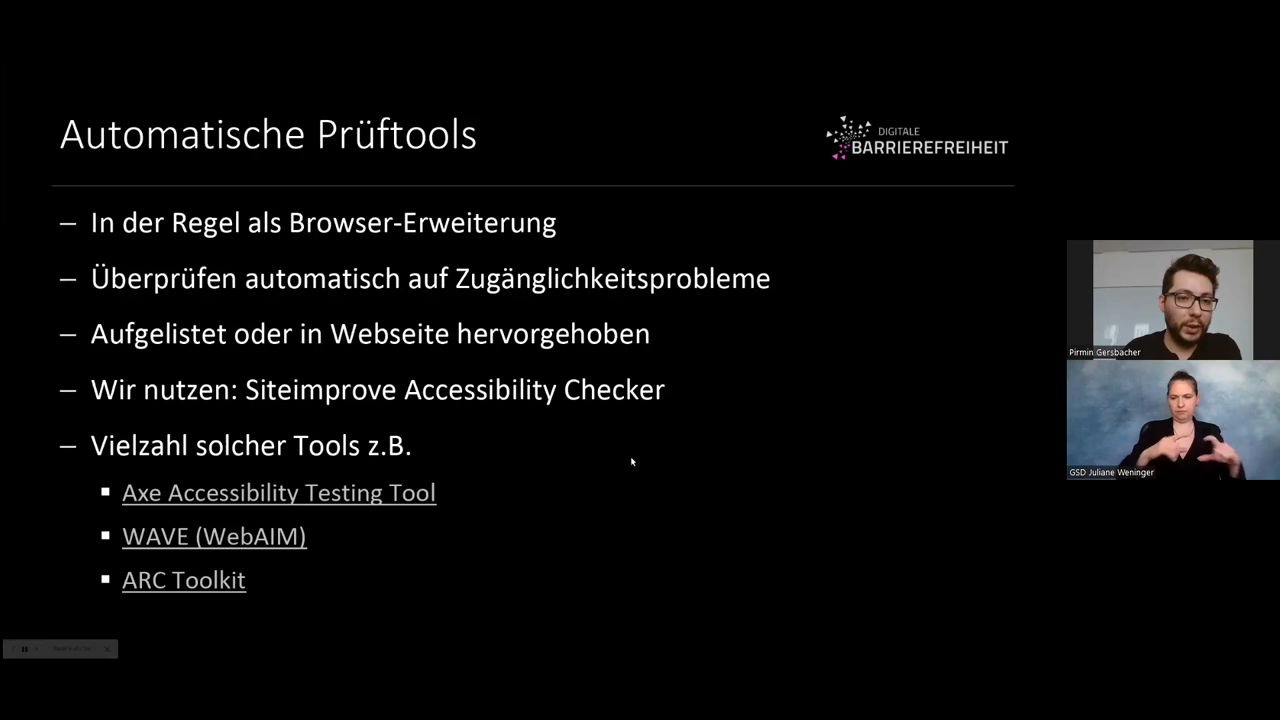 Automatische Prüftools
DIGITALE
BARRIEREFREIHEIT
– In der Regel als Browser-Erweiterung
– Überprüfen automatisch auf Zugänglichkeitsprobleme
– Aufgelistet oder in Webseite hervorgehoben
– Wir nutzen: Siteimprove Accessibility Checker
– Vielzahl solcher Tools z.B.
▪ Axe Accessibility Testing Tool
▪ WAVE (WebAIM)
▪ ARC Toolkit
Pirmin Gersbacher
GSD Juliane Weninger